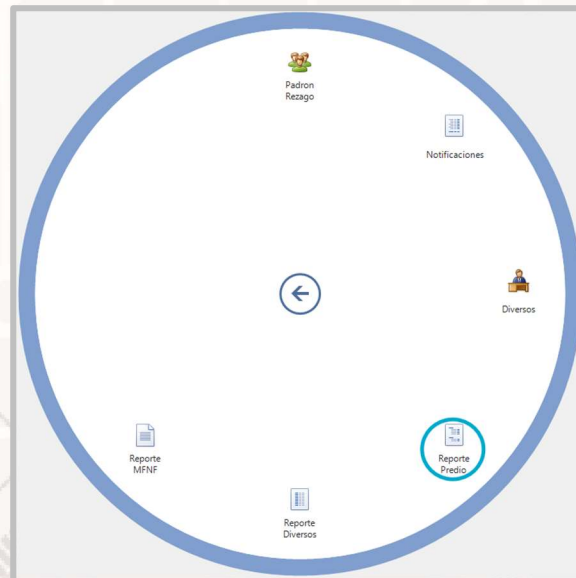 Padron
Rezago
Notificaciones
Diversos
Reporte
Predio
Reporte
MFNF
Reporte
Diversos